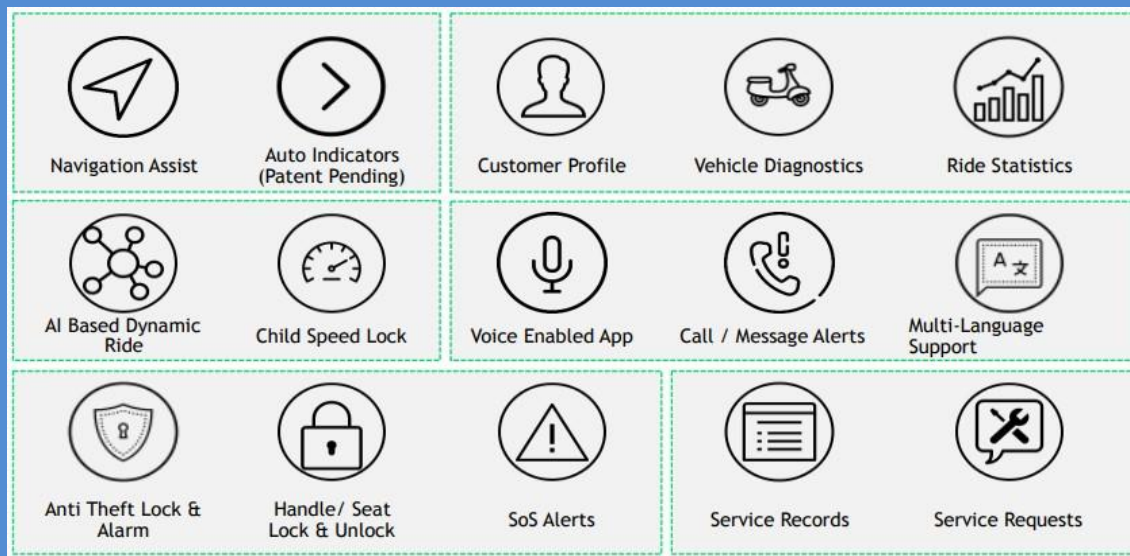 Navigation Assist
Auto Indicators
(Patent Pending)
Customer Profile
Vehicle Diagnostics
Ride Statistics
AI Based Dynamic
Ride
Child Speed Lock
Voice Enabled App
Call / Message Alerts
Multi-Language
Support
A 文
Anti Theft Lock &
Alarm
Handle/ Seat
Lock & Unlock
SoS Alerts
Service Records
Service Requests